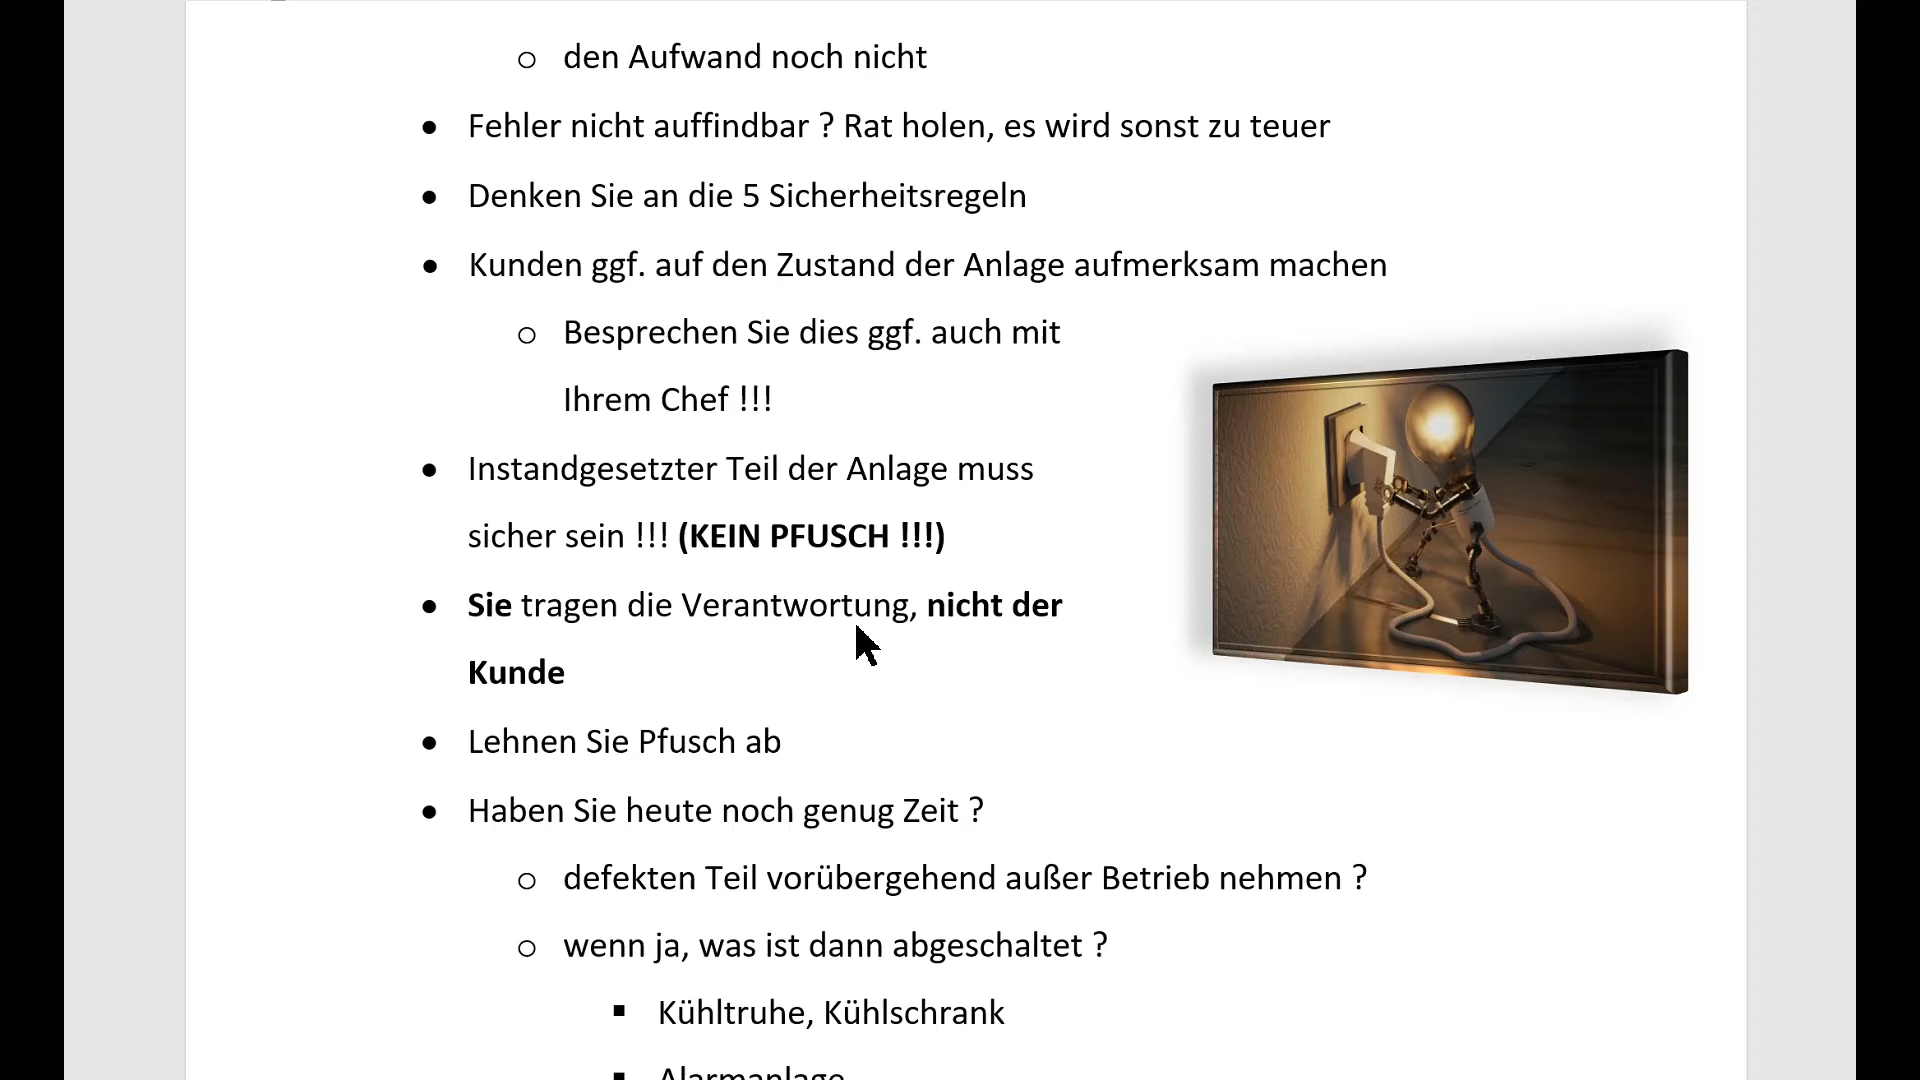 den Aufwand noch nicht
Fehler nicht auffindbar ? Rat holen, es wird sonst zu teuer
Denken Sie an die 5 Sicherheitsregeln
Kunden ggf. auf den Zustand der Anlage aufmerksam machen
Besprechen Sie dies ggf. auch mit
Ihrem Chef !!!
Instandgesetzter Teil der Anlage muss
sicher sein !!! (KEIN PFUSCH !!!)
Sie tragen die Verantwortung, nicht der
Kunde
Lehnen Sie Pfusch ab
Haben Sie heute noch genug Zeit ?
defekten Teil vorübergehend außer Betrieb nehmen ?
wenn ja, was ist dann abgeschaltet ?
Kühltruhe, Kühlschrank
Alarmanlage